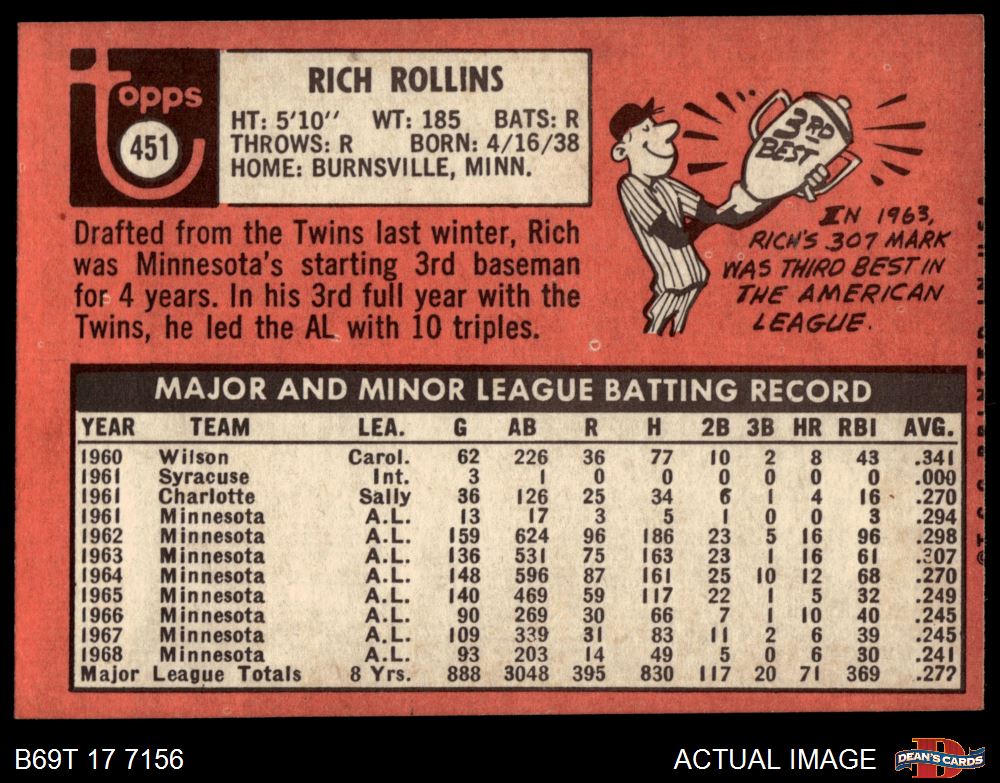 topps
451
RICH ROLLINS
HT: 5'10" WT: 185 BATS: R
THROWS: R BORN: 4/16/38
HOME: BURNSVILLE, MINN.
Drafted from the Twins last winter, Rich
was Minnesota's starting 3rd baseman
for 4 years. In his 3rd full year with the
Twins, he led the AL with 10 triples.
3RD
BEST
IN 1963,
RICH'S 307 MARK
WAS THIRD BEST IN
THE AMERICAN
LEAGUE.
MAJOR AND MINOR LEAGUE BATTING RECORD
YEAR TEAM LEA. G AB R H 2B 3B HR RBI AVG.
1960 Wilson Carol. 62 226 36 77 10 2 8 43 .341
1961 Syracuse Int. 3 1 0 0 0 0 0 0 .000
1961 Charlotte Sally 36 126 25 34 6 1 4 16 .270
1961 Minnesota A.L. 13 17 3 5 1 0 0 3 .294
1962 Minnesota A.L. 159 624 96 186 23 5 16 96 .298
1963 Minnesota A.L. 136 531 75 163 23 1 16 61 .307
1964 Minnesota A.L. 148 596 87 161 25 10 12 68 .270
1965 Minnesota A.L. 140 469 59 117 22 1 5 32 .249
1966 Minnesota A.L. 90 269 30 66 7 1 10 40 .245
1967 Minnesota A.L. 109 339 31 83 11 2 6 39 .245
1968 Minnesota A.L. 93 203 14 49 5 0 6 30 .241
Major League Totals 8 Yrs. 888 3048 395 830 117 20 71 369 .272
B69T 17 7156
ACTUAL IMAGE
DEAN'S CARDS